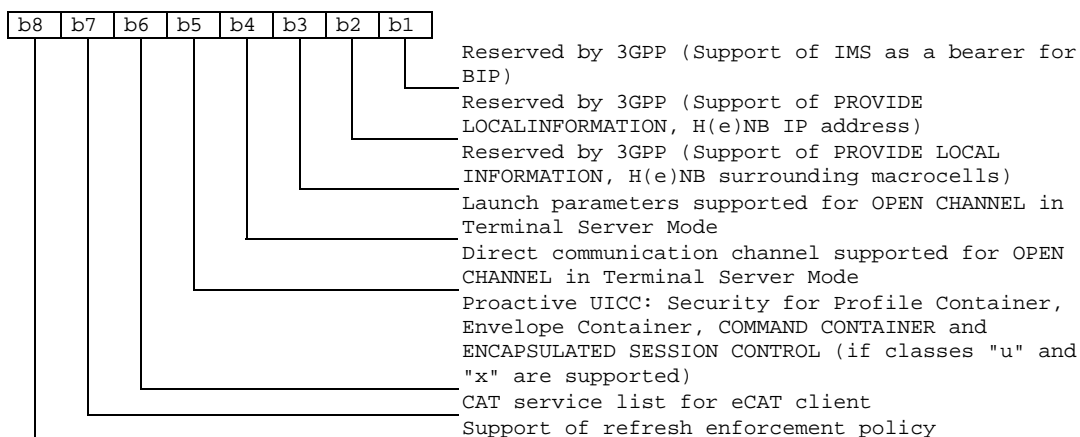 b8 b7 b6 b5 b4 b3 b2 b1
Reserved by 3GPP (Support of IMS as a bearer for
BIP)
Reserved by 3GPP (Support of PROVIDE
LOCALINFORMATION, H(e)NB IP address)
Reserved by 3GPP (Support of PROVIDE LOCAL
INFORMATION, H(e)NB surrounding macrocells)
Launch parameters supported for OPEN CHANNEL in
Terminal Server Mode
Direct communication channel supported for OPEN
CHANNEL in Terminal Server Mode
Proactive UICC: Security for Profile Container,
Envelope Container, COMMAND CONTAINER and
ENCAPSULATED SESSION CONTROL (if classes "u" and
"x" are supported)
CAT service list for eCAT client
Support of refresh enforcement policy